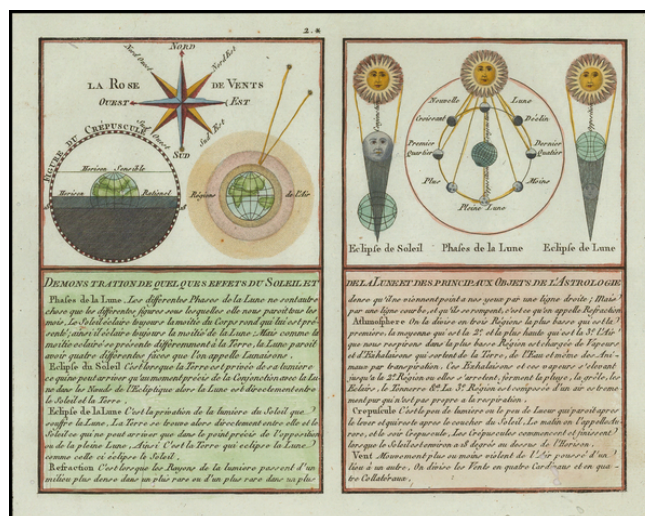 2.*
NORD
Nord Ouest
Nord Est
LA ROSE DE VENTS
OUEST
EST
Sud Ouest
Sud Est
SUD
FIGURE DU CRÉPUSCULE
Horison Sensible
Horison Rationel
Régions de l'Air
Nouvelle Lune
Croissant
Déclin
Premier Quartier
Dernier Quatier
Plus
Moins
Pleine Lune
Eclipse de Soleil
Phases de la Lune
Eclipse de Lune
DEMONSTRATION DE QUELQUES EFFETS DU SOLEIL ET
Phases de la Lune. Les différentes Phases de la Lune ne sont autre
chose que les différentes figures sous lesquelles elle nous paroit tous les
mois. Le Soleil éclaire toujours la moitié du Corps rond qui lui est pré-
senté; ainsi il éclaire toujours la moitié de la Lune. Mais comme la
moitié éclairé se présente différemment à la Terre, la Lune paroit
avoir quatre différentes faces que l'on appelle Lunaisons.
Eclipse du Soleil C'est lorsque la Terre est privée de sa lumiere
ce qui ne peut arriver qu'au moment précis de la Conjonction avec la Lu-
ne dans les Nœuds de l'Ecliptique alors la Lune est directement entre
le Soleil et la Terre.
Eclipse de la Lune C'est la privation de la lumiere du Soleil que
souffre la Lune. La Terre se trouve alors directement entre elle et le
Soleil ce qui ne peut arriver que dans le point précis de l'opposition
ou de la pleine Lune. Ainsi C'est la Terre qui eclipse la Lune
comme celle ci éclipse le Soleil.
Refraction C'est lorsque les Rayons de la lumiere passent d'un
milieu plus dense dans un plus rare ou d'un plus rare dans un plus
DE LA LUNE ET DES PRINCIPAUX OBJETS DE L'ASTROLOGIE
dense qu'ils ne viennent point a nos yeux par une ligne droite; Mais
par une ligne courbe, et qu'ils se rompent, c'est ce qu'on appelle Refraction
Athmosphere On la divise en trois Régions la plus basse qui est la
premiere, la moyenne qui est la 2e. et la plus haute qui est la 3e. l'Air
que nous respirons dans la plus basse Région est chargée de Vapeurs
et d'Exhalaisons qui sortent de la Terre, de l'Eau et même des Ani-
maux par transpiration. Ces Exhalaisons et ces vapeurs s'elevant
jusqu'a la 2e. Région ou elles s'arretent, forment la pluye, la grêle, les
Eclairs, le Tonnerre &a. La 3e. Région est composée d'un air extreme-
ment pur qui n'est pas propre a la respiration.
Crepuscule C'est le peu de lumiere ou le peu de Lueur qui paroit apres
le lever et qui reste apres le coucher du Soleil. Le matin on l'appelle Au-
rore, et le soir Crepuscule. Les Crépuscules commencent et finissent
lorsque le Soleil est environ a 18 degrés au dessous de l'Horison.
Vent Mouvement plus ou moins violent de l'Air poussé d'un
lieu à un autre. On divise les Vents en quatre Cardinaux et en qua-
tre Collatéraux.